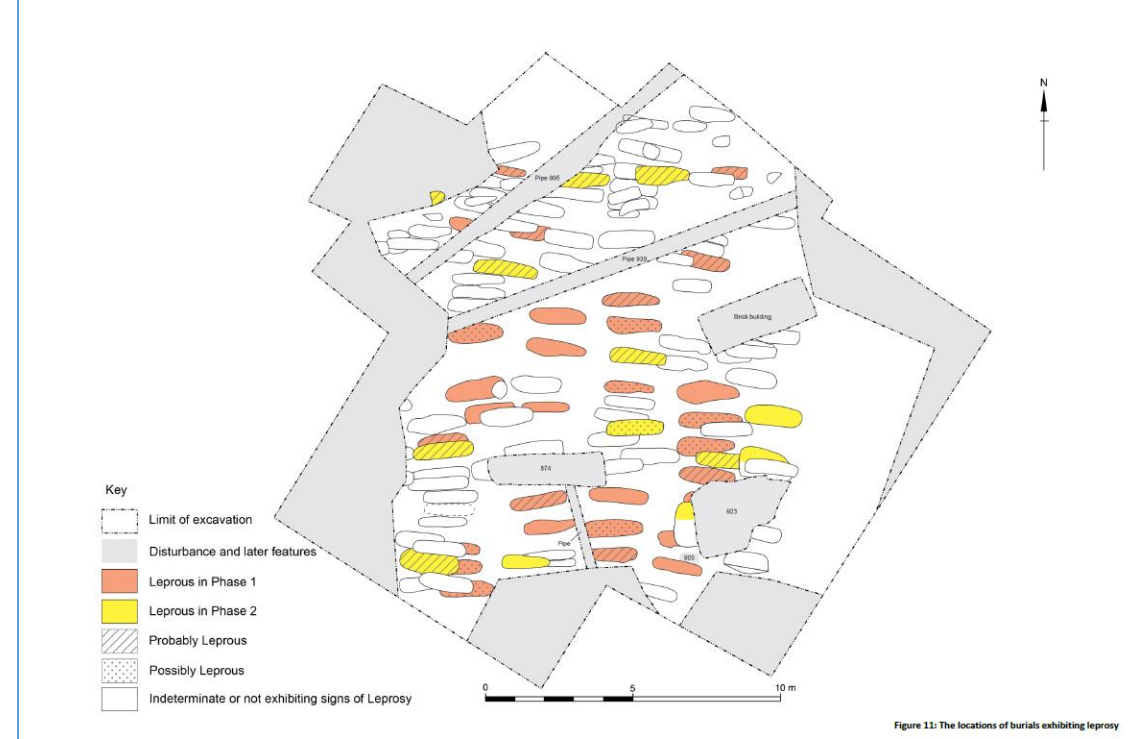 N
Pipe 995
Pipe 939
Brick building
874
923
Pipe
905
Key
Limit of excavation
Disturbance and later features
Leprous in Phase 1
Leprous in Phase 2
Probably Leprous
Possibly Leprous
Indeterminate or not exhibiting signs of Leprosy
0 5 10 m
Figure 11: The locations of burials exhibiting leprosy